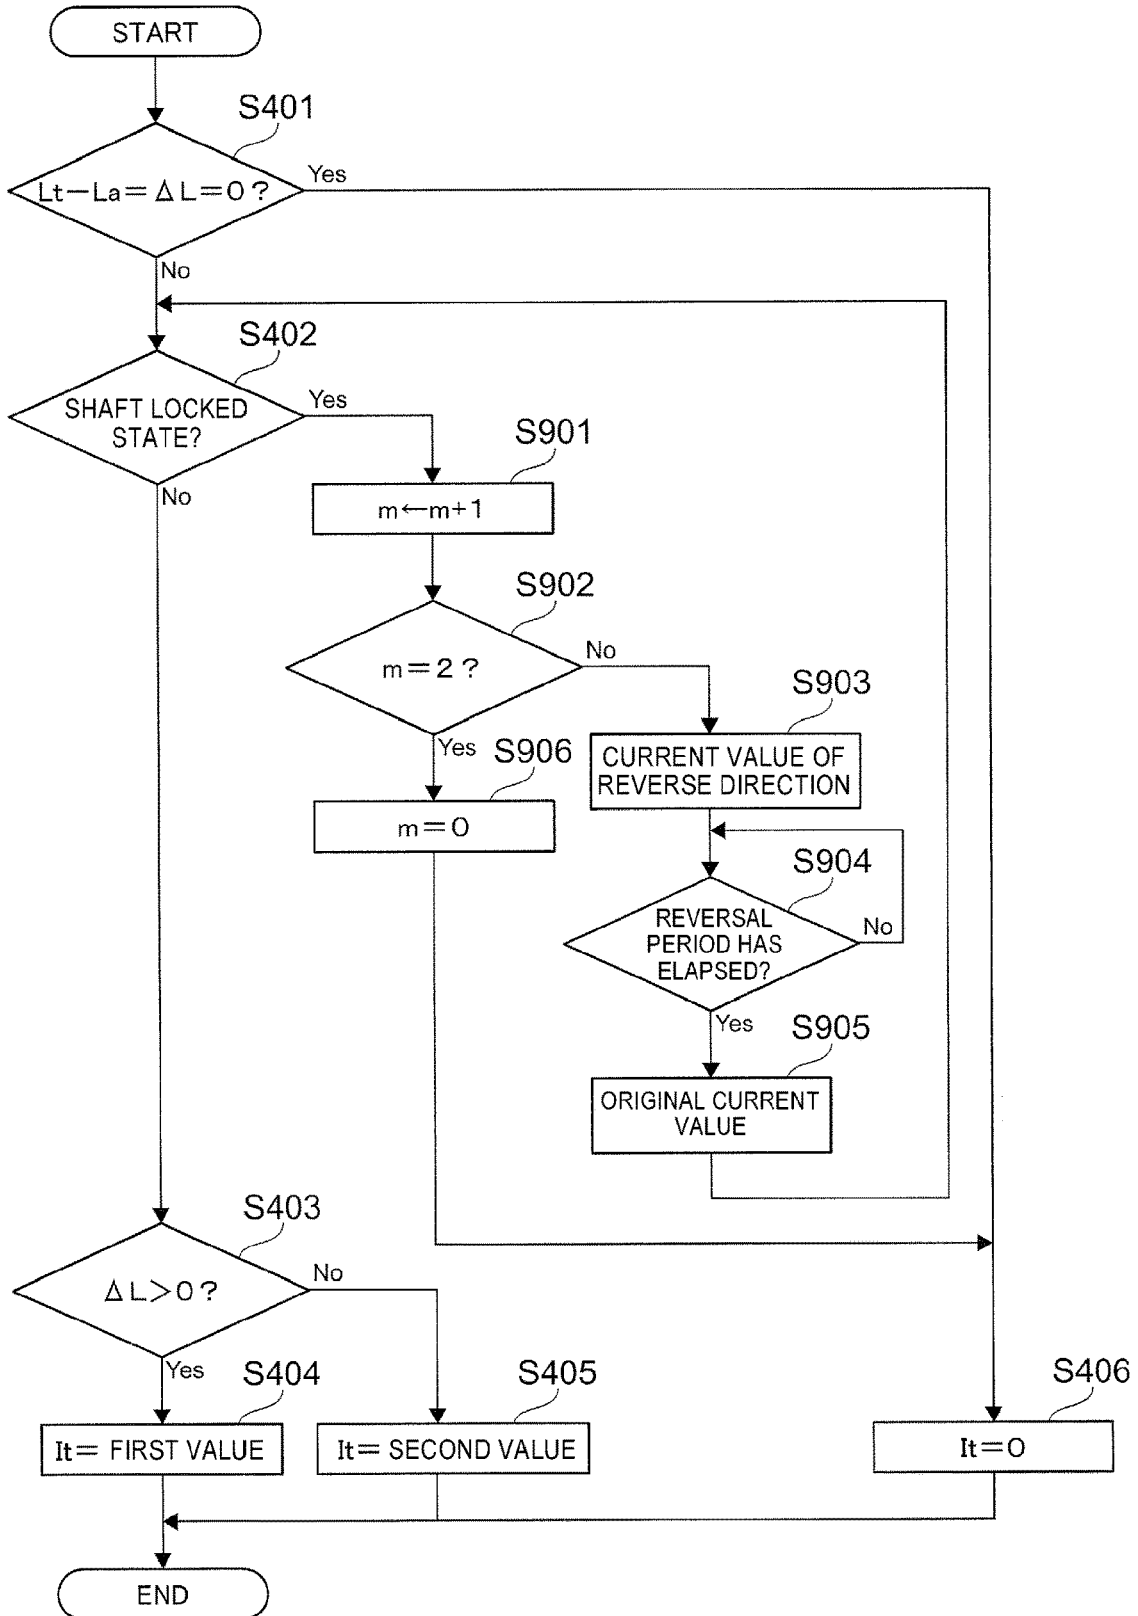 START
S401
Lt−La=ΔL=0?
Yes
No
S402
SHAFT LOCKED
STATE?
Yes
No
S901
m←m+1
S902
m=2?
No
Yes
S903
CURRENT VALUE OF
REVERSE DIRECTION
S906
m=0
S904
REVERSAL
PERIOD HAS
ELAPSED?
No
Yes
S905
ORIGINAL CURRENT
VALUE
S403
ΔL>0?
No
Yes
S404
It= FIRST VALUE
S405
It= SECOND VALUE
S406
It=0
END